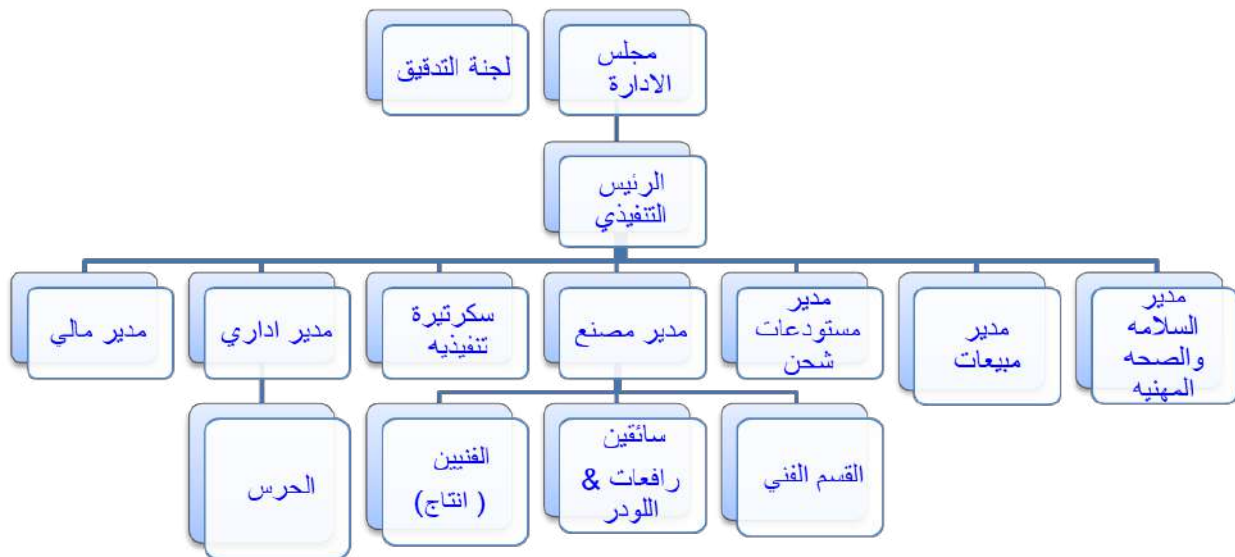 مجلس
الادارة
لجنة التدقيق
الرئيس
التنفيذي
مدير
السلامه
والصحه
المهنيه
مدير
مبيعات
مدير
مستودعات
شحن
مدير مصنع
سكرتيرة
تنفيذيه
مدير اداري
مدير مالي
القسم الفني
سائقين
رافعات &
اللودر
الفنيين
( انتاج)
الحرس